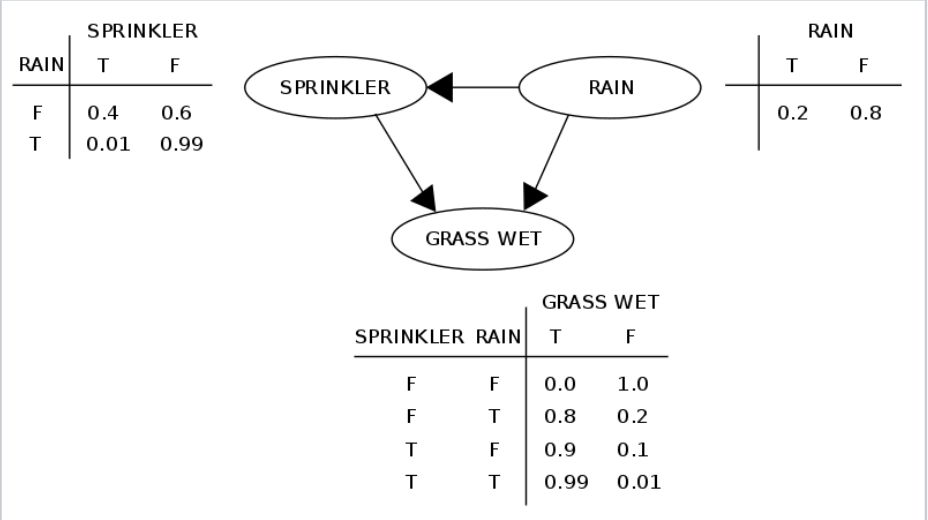 SPRINKLER
RAIN T F
F 0.4 0.6
T 0.01 0.99
SPRINKLER
RAIN
RAIN
T F
0.2 0.8
GRASS WET
GRASS WET
SPRINKLER RAIN T F
F F 0.0 1.0
F T 0.8 0.2
T F 0.9 0.1
T T 0.99 0.01